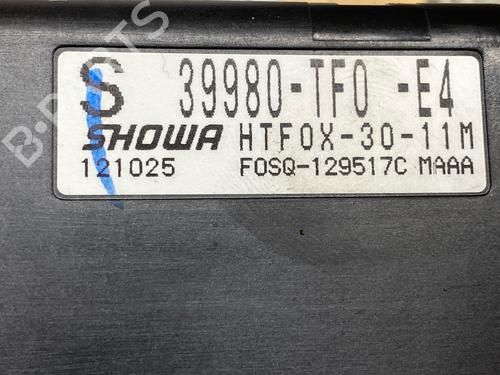 S 39980-TF0 -E4
SHOWA HTF0X-30-11M
121025 F0SQ-129517C MAAA
B-PARTS